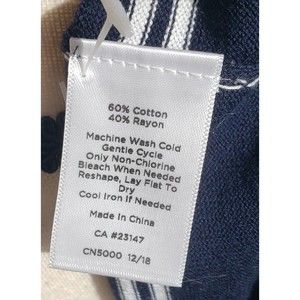 60% Cotton
40% Rayon
Machine Wash Cold
Gentle Cycle
Only Non-Chlorine
Bleach When Needed
Reshape, Lay Flat To
Dry
Cool Iron If Needed
Made In China
CA #23147
CN5000 12/18